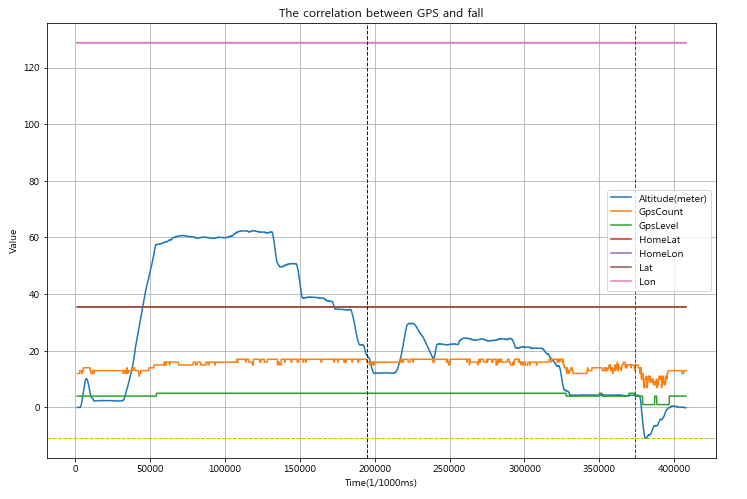 The correlation between GPS and fall
120
100
80
60
40
20
0
Value
Altitude(meter)
GpsCount
GpsLevel
HomeLat
HomeLon
Lat
Lon
0
50000
100000
150000
200000
250000
300000
350000
400000
Time(1/1000ms)